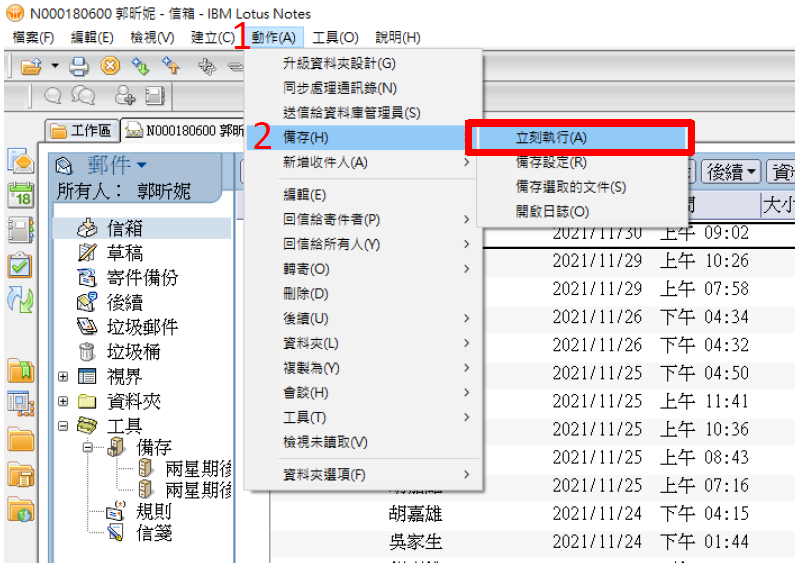 N000180600 郭昕妮 - 信箱 - IBM Lotus Notes
檔案(F) 編輯(E) 檢視(V) 建立(C) 1 動作(A) 工具(O) 說明(H)
升級資料夾設計(G)
同步處理通訊錄(N)
送信給資料庫管理員(S)
工作區 N000180600 郭昕
2 備存(H) 立刻執行(A)
郵件 新增收件人(A) 備存設定(R) 後續
所有人： 郭昕妮 編輯(E) 備存選取的文件(S)
18
回信給寄件者(P) 開啟日誌(O) 大小
信箱 2021/11/30 上午 09:02
回信給所有人(Y)
草稿 2021/11/29 上午 10:26
轉寄(O)
寄件備份 刪除(D) 2021/11/29 上午 07:58
後續 後續(U) 2021/11/26 下午 04:34
垃圾郵件 資料夾(L) 2021/11/26 下午 04:32
垃圾桶 複製為(Y) 2021/11/25 下午 04:50
視界
資料夾 會談(H) 2021/11/25 上午 11:41
工具 工具(T) 2021/11/25 上午 10:36
備存 檢視未讀取(V) 2021/11/25 上午 08:43
兩星期後 資料夾選項(F) 2021/11/25 上午 07:16
兩星期後
規則 胡嘉雄 2021/11/24 下午 04:15
信箋 吳家生 2021/11/24 下午 01:44